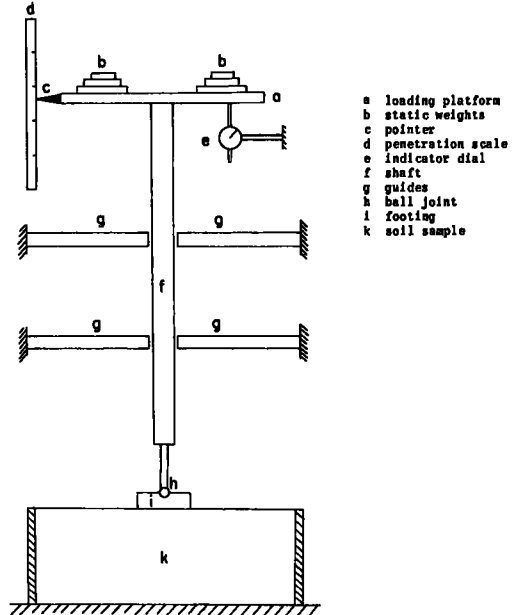 d
b
b
c
a
e
a loading platform
b static weights
c pointer
d penetration scale
e indicator dial
f shaft
g guides
h ball joint
i footing
k soil sample
g
g
f
g
g
h
i
k